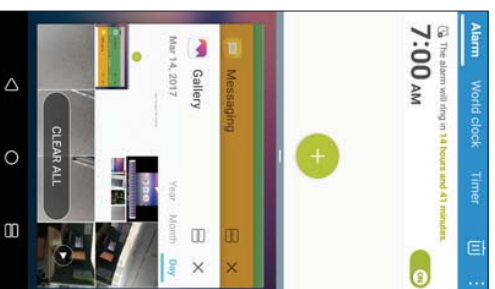 Alarm World clock Timer
The alarm will ring in 14 hours and 41 minutes.
7:00 AM
ON
Messaging
Gallery
Mar 14, 2017
Year Month Day
CLEAR ALL